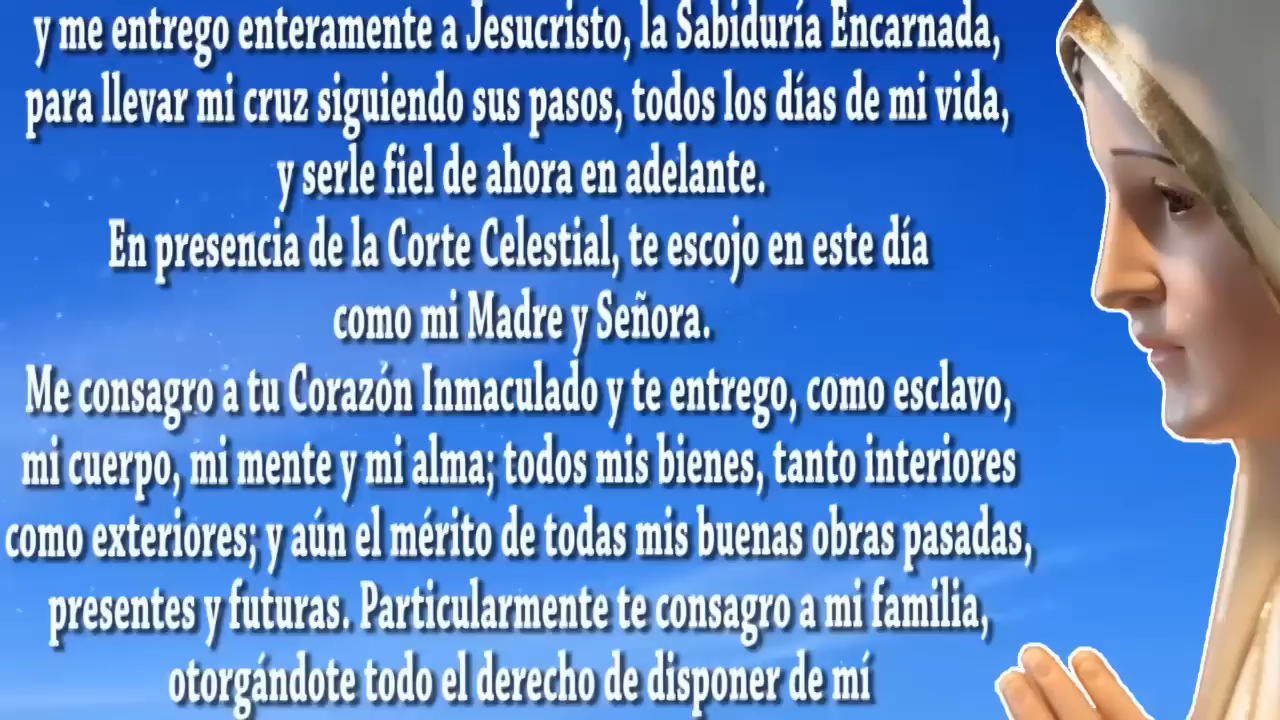 y me entrego enteramente a Jesucristo, la Sabiduría Encarnada,
para llevar mi cruz siguiendo sus pasos, todos los días de mi vida,
y serle fiel de ahora en adelante.
En presencia de la Corte Celestial, te escojo en este día
como mi Madre y Señora.
Me consagro a tu Corazón Inmaculado y te entrego, como esclavo,
mi cuerpo, mi mente y mi alma; todos mis bienes, tanto interiores
como exteriores; y aún el mérito de todas mis buenas obras pasadas,
presentes y futuras. Particularmente te consagro a mi familia,
otorgándote todo el derecho de disponer de mí